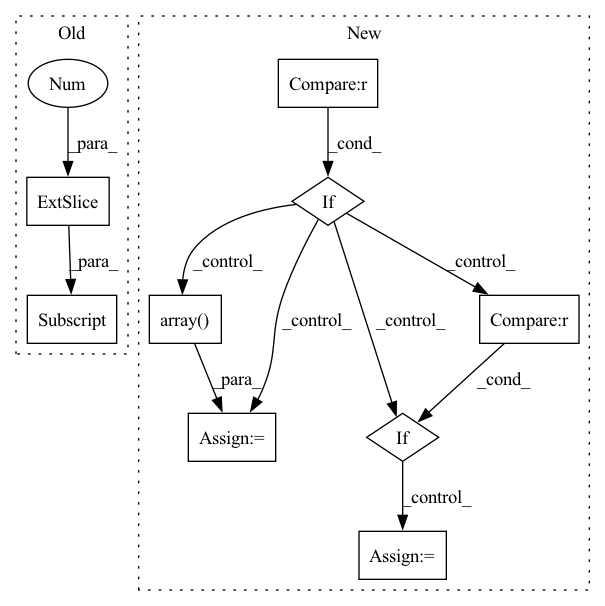 Old
New
Num
Compare:r
_para_
_cond_
ExtSlice
If
_para_
_control_
_control_
Subscript
array()
_control_
_control_
Compare:r
_para_
_cond_
Assign:=
If
_control_
Assign:=